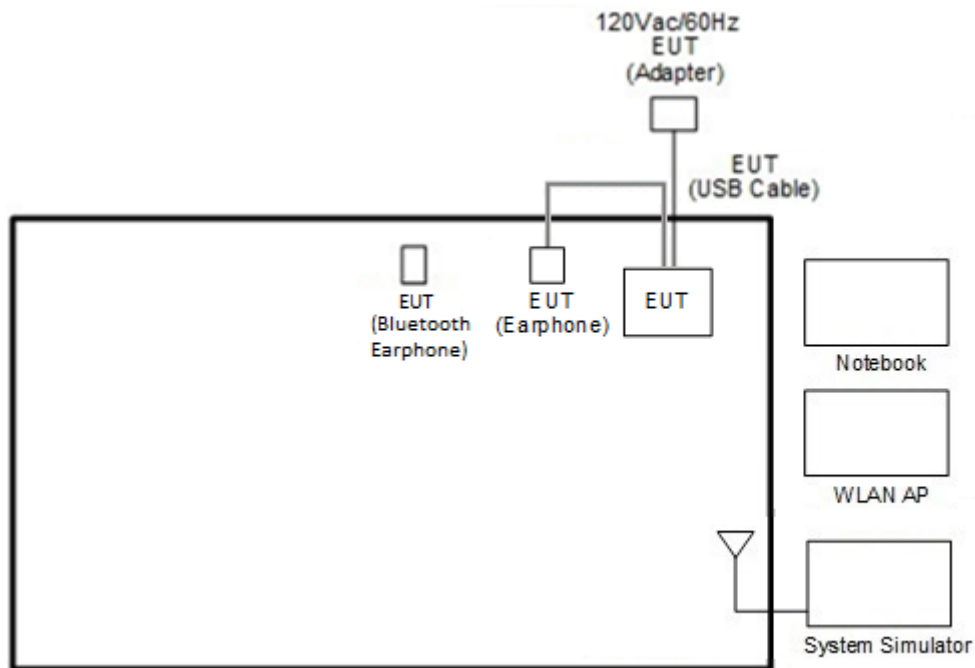 120Vac/60Hz
EUT
(Adapter)
EUT
(USB Cable)
EUT
(Bluetooth
Earphone)
EUT
(Earphone)
EUT
Notebook
WLAN AP
System Simulator